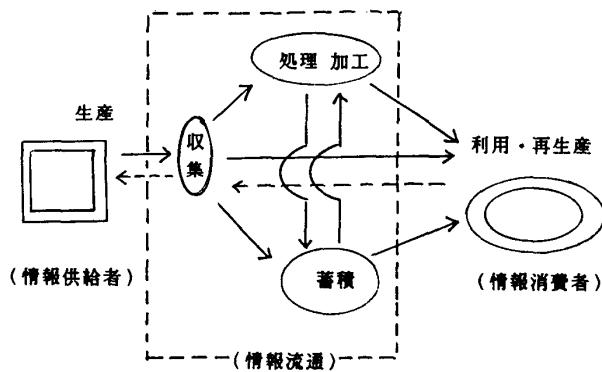 処理 加工
生産
収集
利用・再生産
(情報供給者)
蓄積
(情報消費者)
(情報流通)